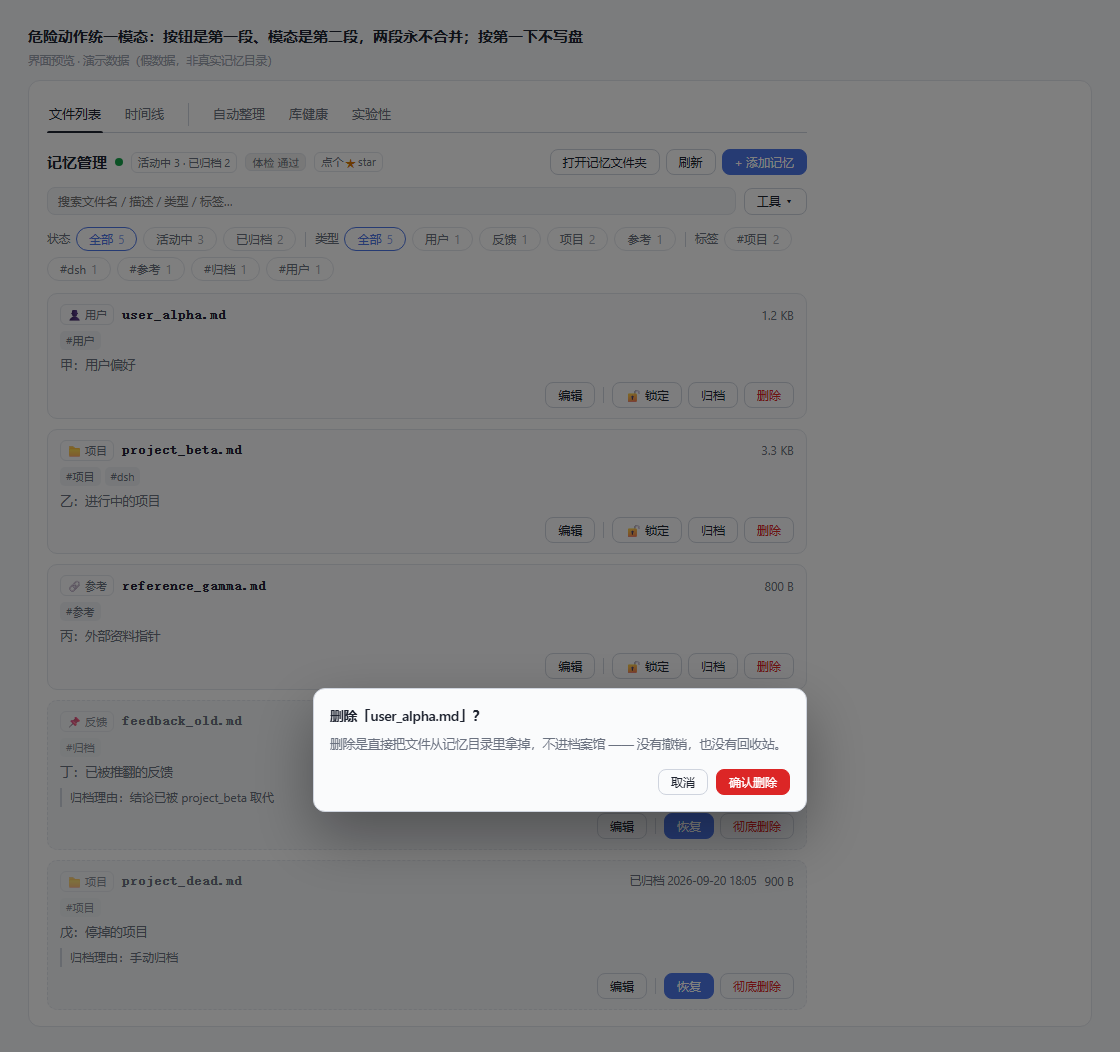 危险动作统一模态：按钮是第一段、模态是第二段，两段永不合并；按第一下不写盘
界面预览 · 演示数据（假数据，非真实记忆目录）
文件列表 时间线 自动整理 库健康 实验性
记忆管理 活动中 3 · 已归档 2 体检 通过 点个★star 打开记忆文件夹 刷新 + 添加记忆
搜索文件名 / 描述 / 类型 / 标签... 工具 ▾
状态 全部 5 活动中 3 已归档 2 类型 全部 5 用户 1 反馈 1 项目 2 参考 1 标签 #项目 2
#dsh 1 #参考 1 #归档 1 #用户 1
用户 user_alpha.md 1.2 KB
#用户
甲：用户偏好
编辑 锁定 归档 删除
项目 project_beta.md 3.3 KB
#项目 #dsh
乙：进行中的项目
编辑 锁定 归档 删除
参考 reference_gamma.md 800 B
#参考
丙：外部资料指针
编辑 锁定 归档 删除
反馈 feedback_old.md
#归档
丁：已被推翻的反馈
归档理由：结论已被 project_beta 取代
编辑 恢复 彻底删除
删除「user_alpha.md」？
删除是直接把文件从记忆目录里拿掉，不进档案馆 —— 没有撤销，也没有回收站。
取消 确认删除
项目 project_dead.md 已归档 2026-09-20 18:05 900 B
#项目
戊：停掉的项目
归档理由：手动归档
编辑 恢复 彻底删除